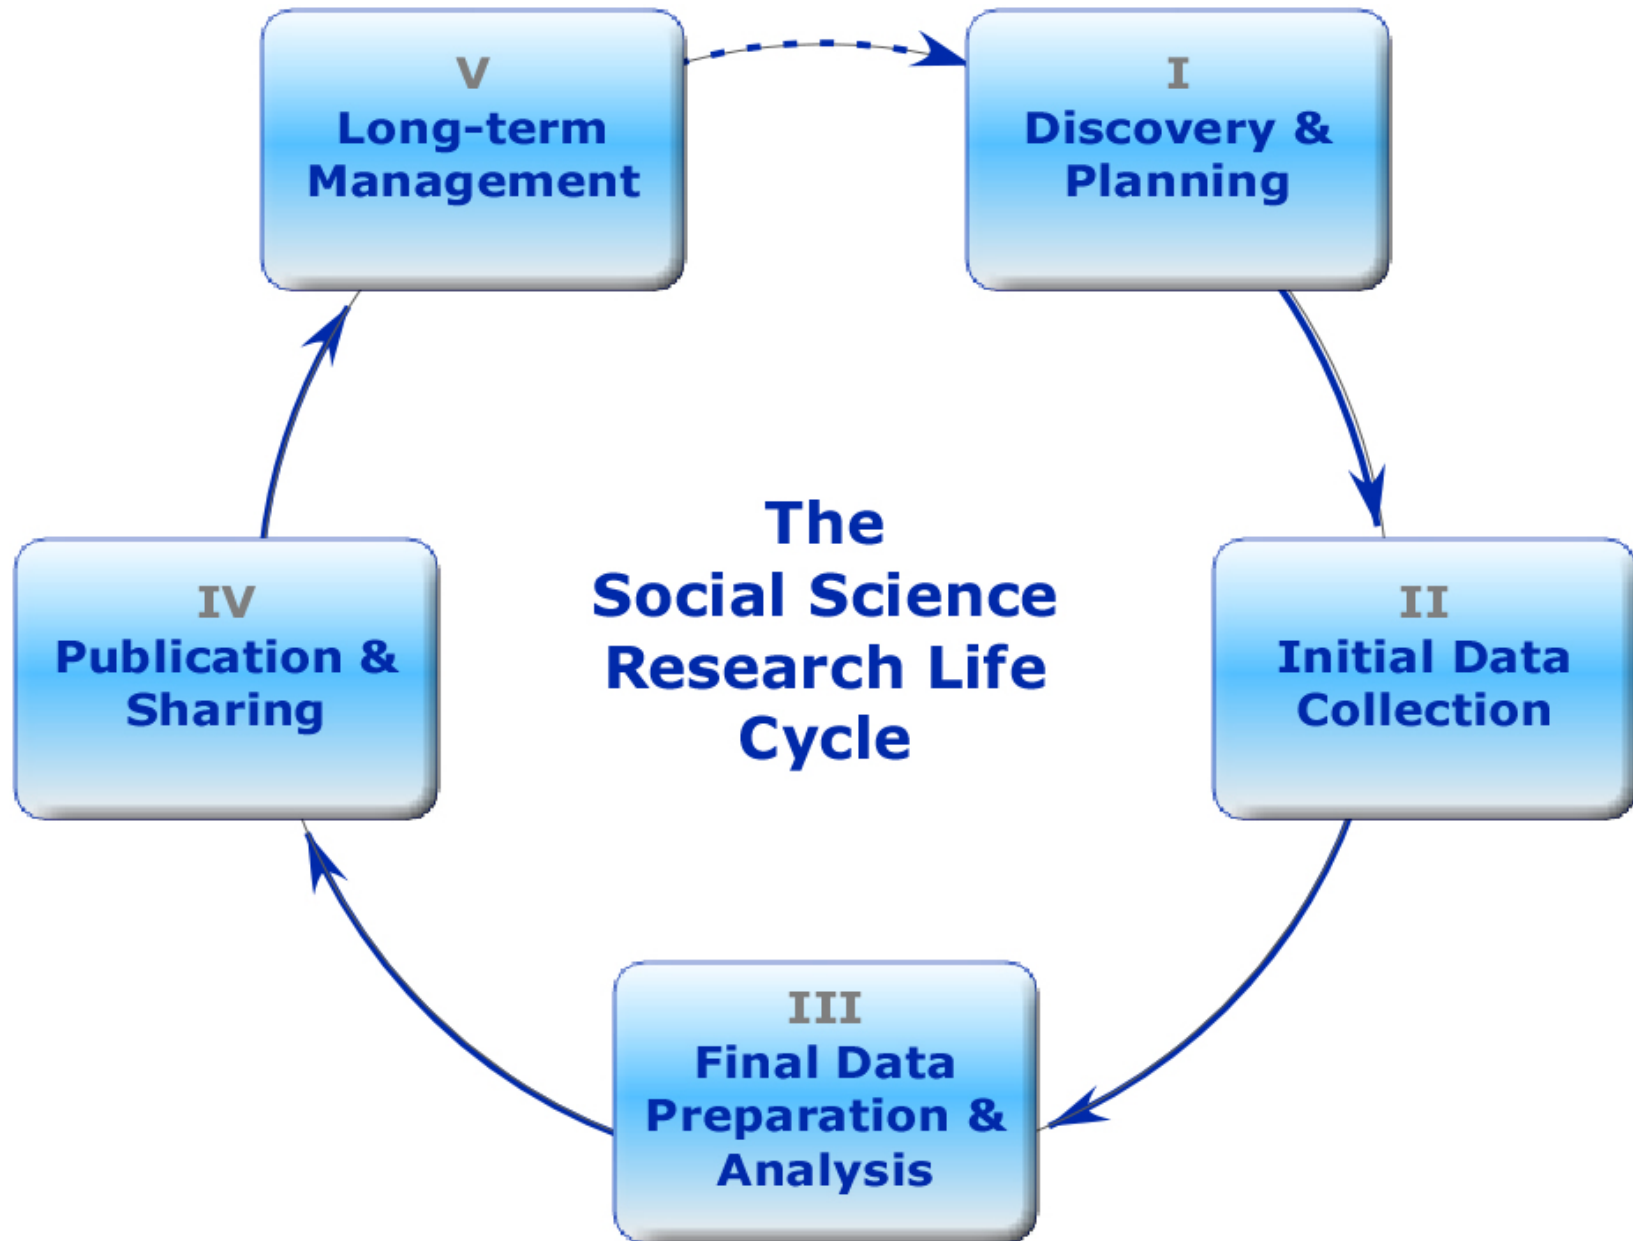 The
Social Science
Research Life
Cycle
I
Discovery &
Planning
II
Initial Data
Collection
III
Final Data
Preparation &
Analysis
IV
Publication &
Sharing
V
Long-term
Management